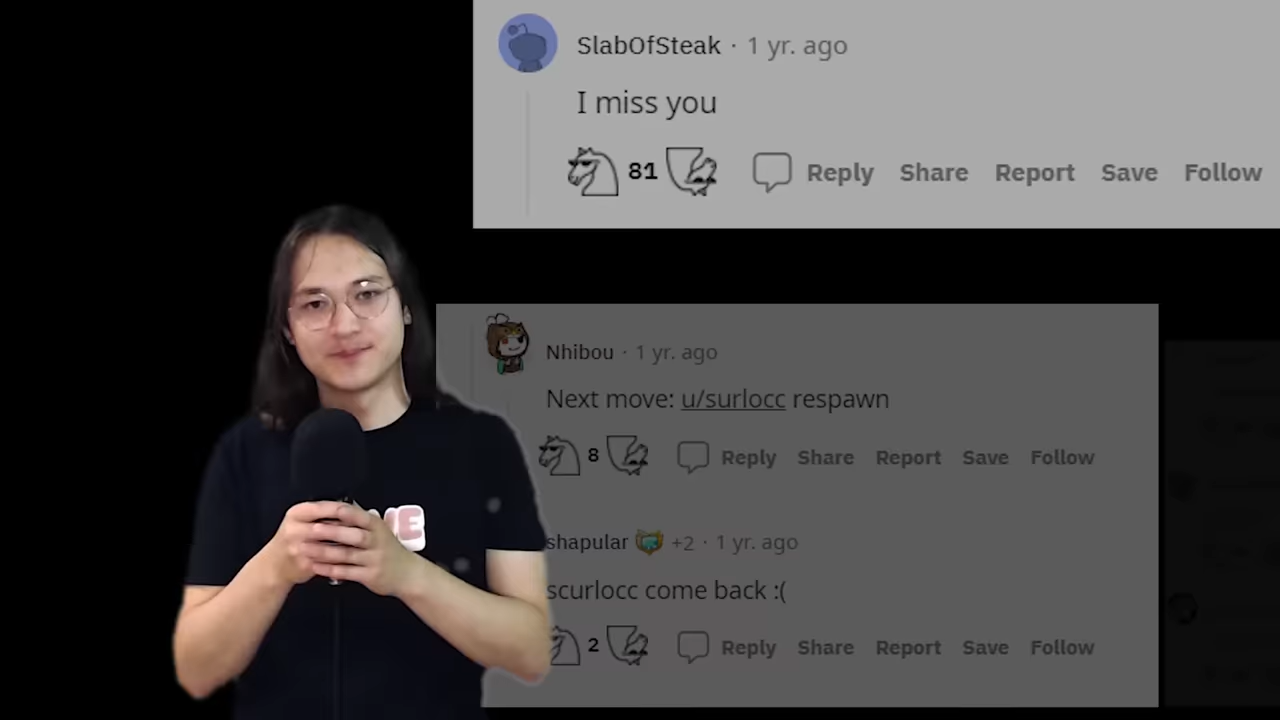 SlabOfSteak · 1 yr. ago
I miss you
81 Reply Share Report Save Follow
Nhibou · 1 yr. ago
Next move: u/surlocc respawn
8 Reply Share Report Save Follow
shapular +2 · 1 yr. ago
scurlocc come back :(
2 Reply Share Report Save Follow